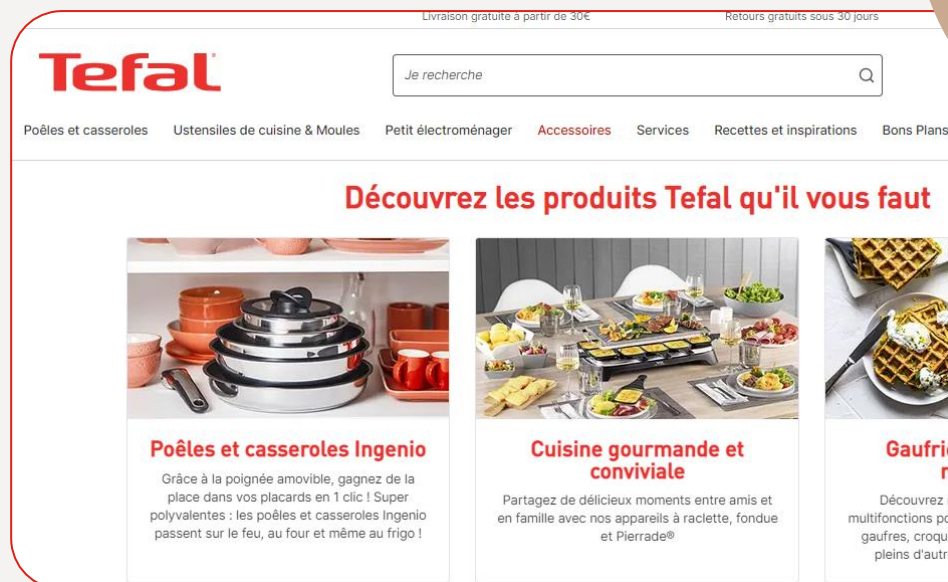 Livraison gratuite à partir de 30€
Retours gratuits sous 30 jours
Tefal
Je recherche
Poêles et casseroles
Ustensiles de cuisine & Moules
Petit électroménager
Accessoires
Services
Recettes et inspirations
Bons Plans
Découvrez les produits Tefal qu'il vous faut
Poêles et casseroles Ingenio
Grâce à la poignée amovible, gagnez de la
place dans vos placards en 1 clic ! Super
polyvalentes : les poêles et casseroles Ingenio
passent sur le feu, au four et même au frigo !
Cuisine gourmande et
conviviale
Partagez de délicieux moments entre amis et
en famille avec nos appareils à raclette, fondue
et Pierrade®
Découvrez
multifonctions
gaufres,
pleins